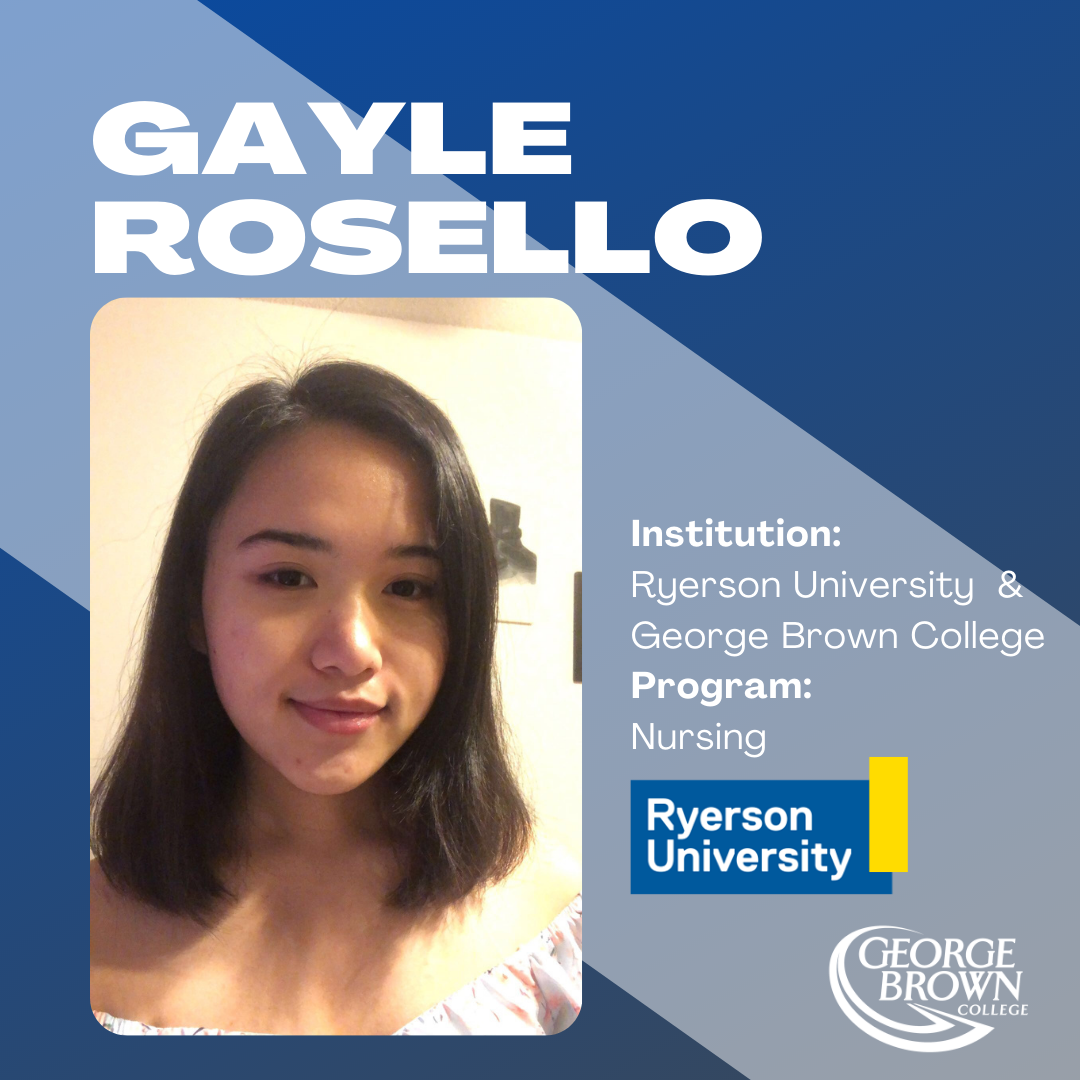 GAYLE
ROSELLO
Institution:
Ryerson University &
George Brown College
Program:
Nursing
Ryerson
University
GEORGE
BROWN
COLLEGE